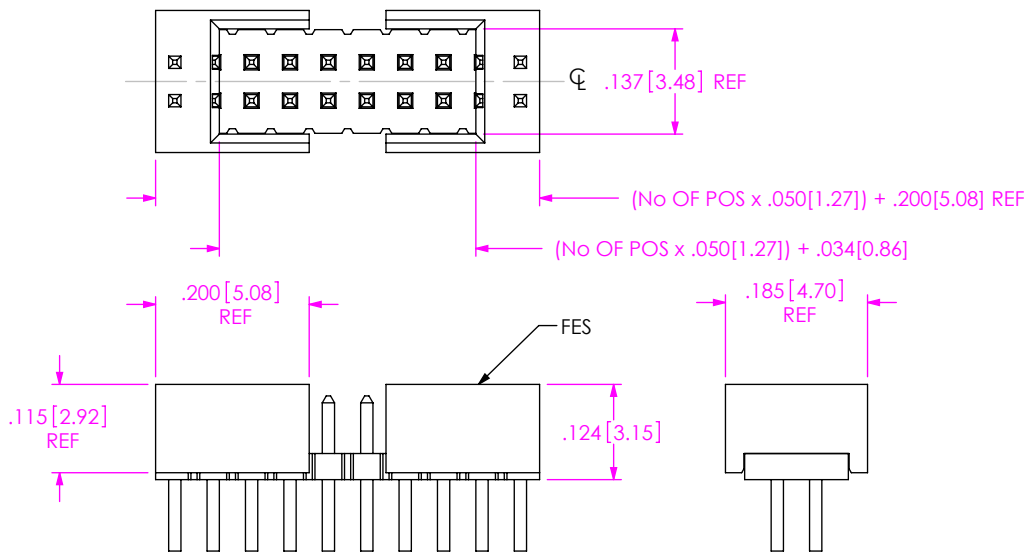 ℄
.137[3.48] REF
(No OF POS x .050[1.27]) + .200[5.08] REF
(No OF POS x .050[1.27]) + .034[0.86]
.200[5.08]
REF
.185[4.70]
REF
FES
.115[2.92]
REF
.124[3.15]